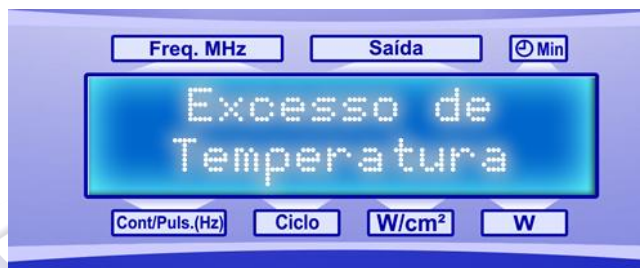 Freq. MHz Saída Min
Excesso de
Temperatura
Cont/Puls.(Hz) Ciclo W/cm² W